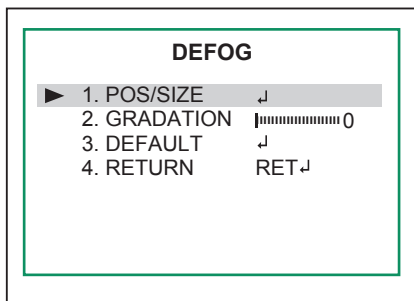 DEFOG
► 1. POS/SIZE ↲
2. GRADATION 0
3. DEFAULT ↲
4. RETURN RET↲